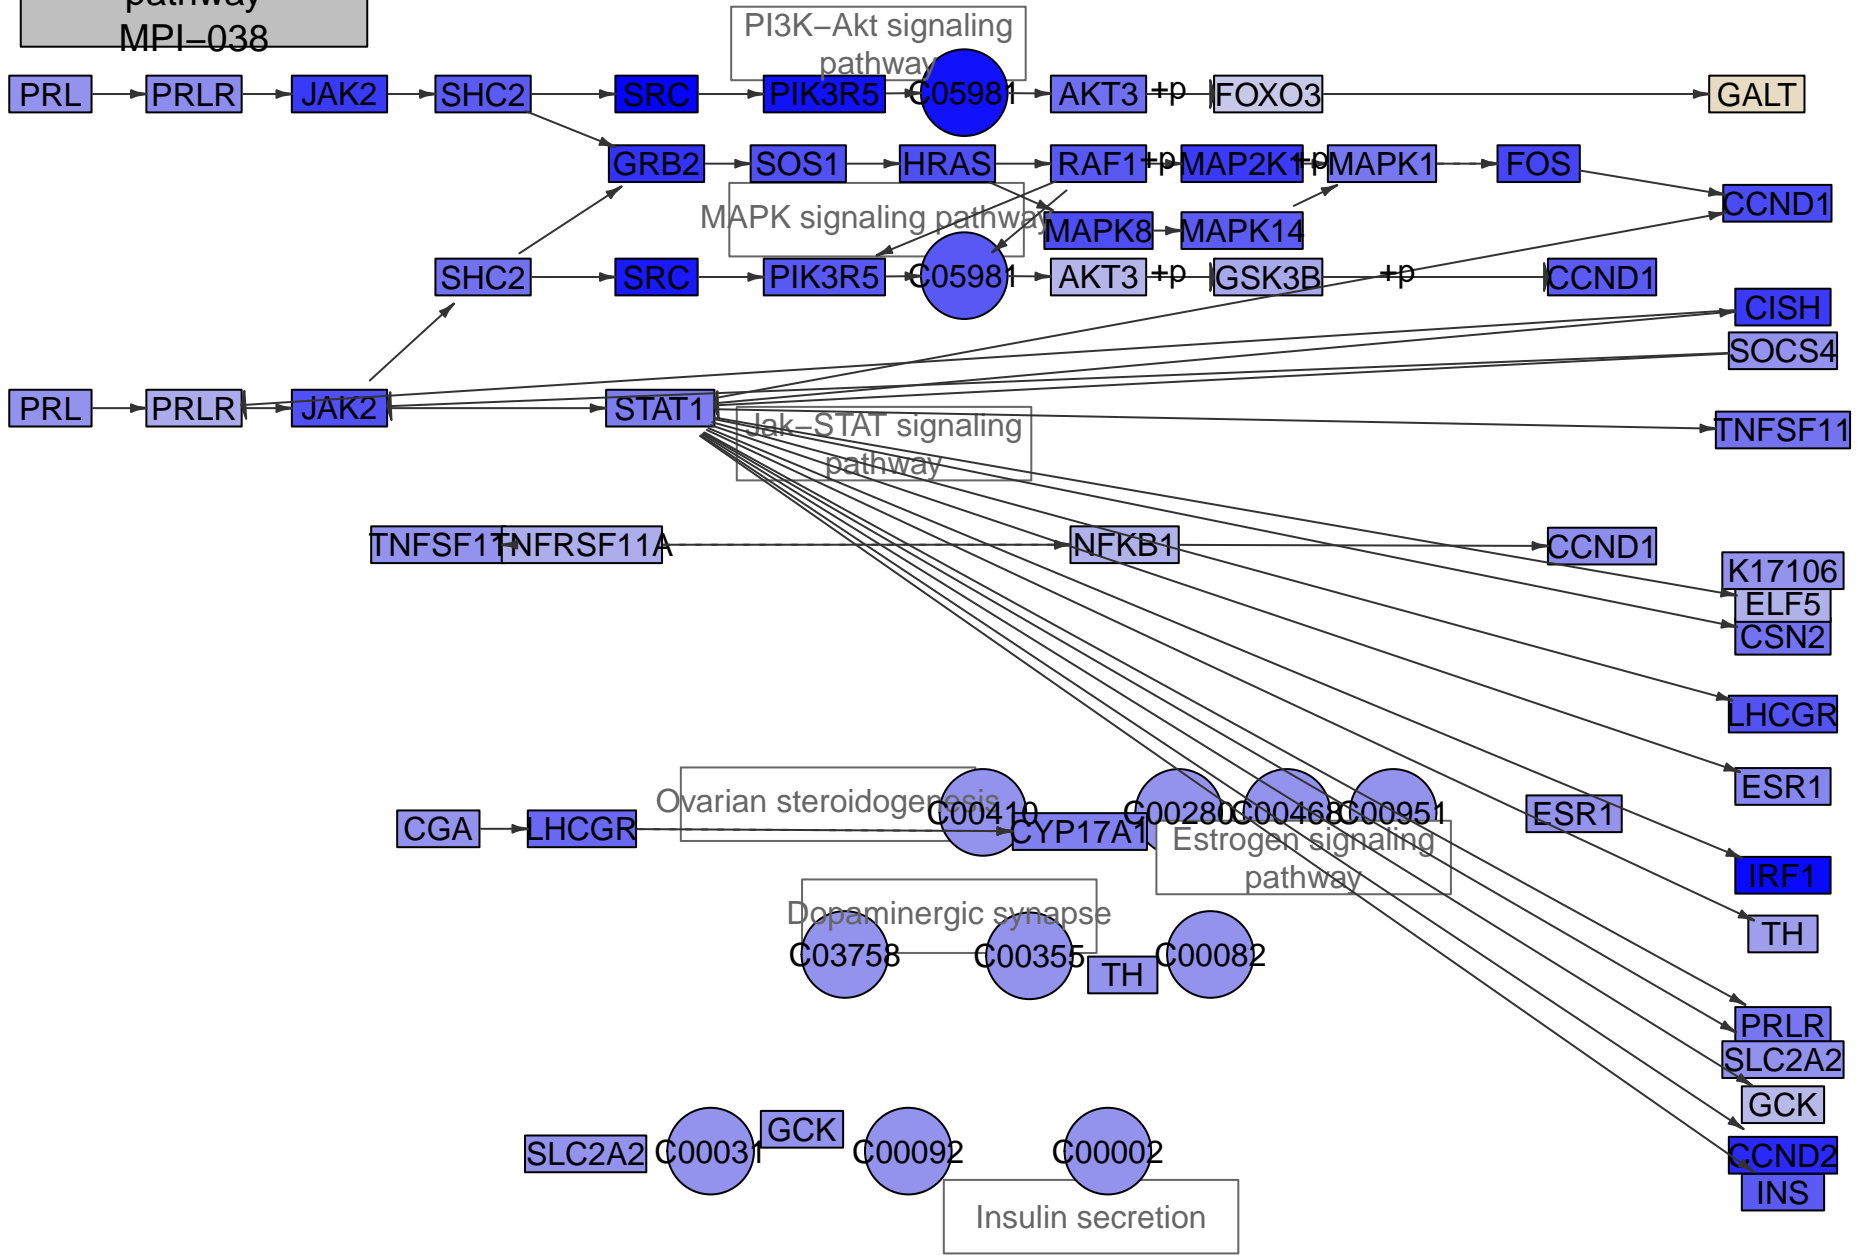 pathway
MPI−038
PI3K−Akt signaling
pathway
PRL
PRLR
JAK2
SHC2
SRC
PIK3R5
C05981
AKT3
+p
FOXO3
GALT
GRB2
SOS1
HRAS
RAF1
+p
MAP2K1
+p
MAPK1
FOS
CCND1
MAPK signaling pathway
MAPK8
MAPK14
SHC2
SRC
PIK3R5
C05981
AKT3
+p
GSK3B
+p
CCND1
CISH
SOCS4
PRL
PRLR
JAK2
STAT1
Jak−STAT signaling
pathway
TNFSF11
TNFSF11
TNFRSF11A
NFKB1
CCND1
K17106
ELF5
CSN2
LHCGR
ESR1
Ovarian steroidogenesis
C00410
C00280
C00468
C00951
ESR1
CGA
LHCGR
CYP17A1
Estrogen signaling
pathway
IRF1
Dopaminergic synapse
TH
C03758
C00355
TH
C00082
PRLR
SLC2A2
GCK
SLC2A2
C00031
GCK
C00092
C00002
CCND2
INS
Insulin secretion